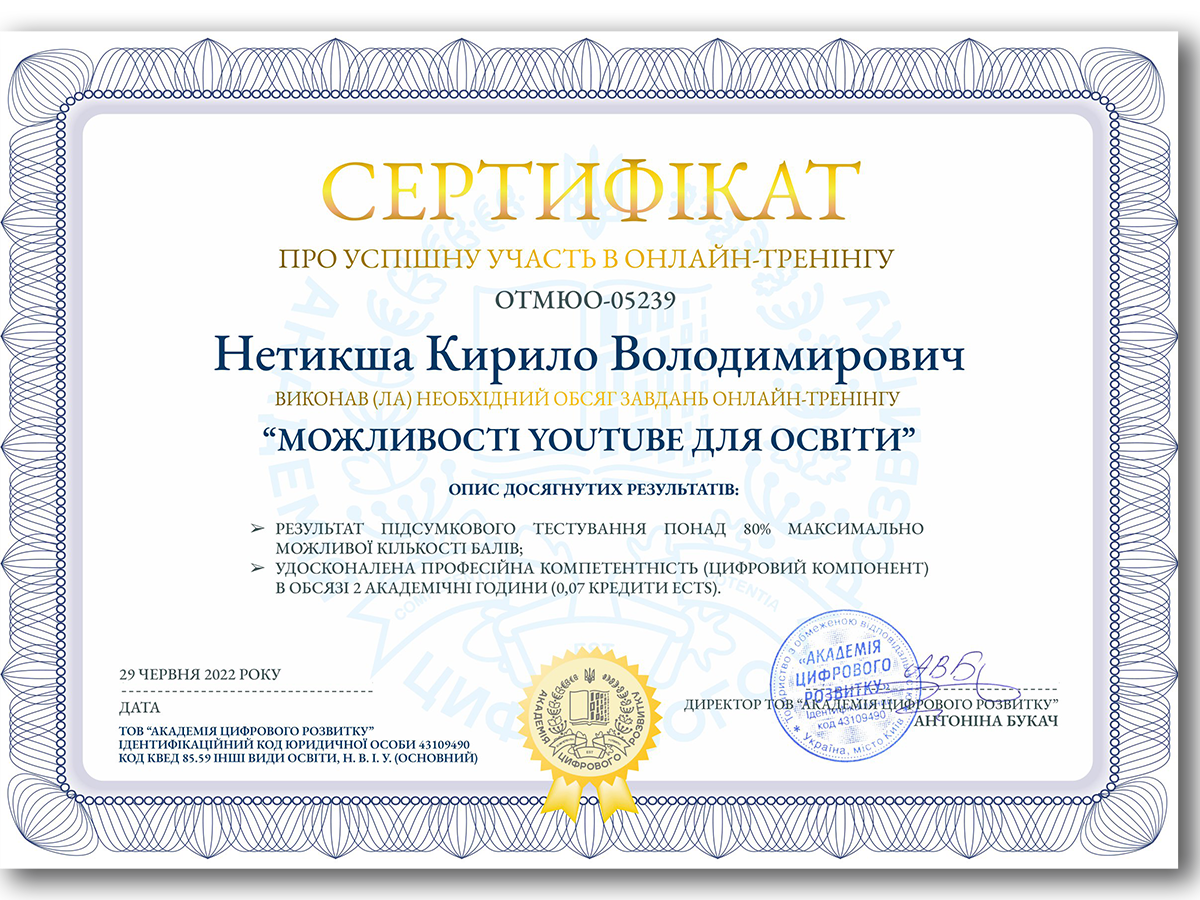 СЕРТИФІКАТ
ПРО УСПІШНУ УЧАСТЬ В ОНЛАЙН-ТРЕНІНГУ
ОТМЮО-05239
Нетикша Кирило Володимирович
ВИКОНАВ (ЛА) НЕОБХІДНИЙ ОБСЯГ ЗАВДАНЬ ОНЛАЙН-ТРЕНІНГУ
“МОЖЛИВОСТІ YOUTUBE ДЛЯ ОСВІТИ”
ОПИС ДОСЯГНУТИХ РЕЗУЛЬТАТІВ:
➢ РЕЗУЛЬТАТ ПІДСУМКОВОГО ТЕСТУВАННЯ ПОНАД 80% МАКСИМАЛЬНО
МОЖЛИВОЇ КІЛЬКОСТІ БАЛІВ;
➢ УДОСКОНАЛЕНА ПРОФЕСІЙНА КОМПЕТЕНТНІСТЬ (ЦИФРОВИЙ КОМПОНЕНТ)
В ОБСЯЗІ 2 АКАДЕМІЧНІ ГОДИНИ (0,07 КРЕДИТИ ECTS).
29 ЧЕРВНЯ 2022 РОКУ
ДАТА
ТОВ “АКАДЕМІЯ ЦИФРОВОГО РОЗВИТКУ”
ІДЕНТИФІКАЦІЙНИЙ КОД ЮРИДИЧНОЇ ОСОБИ 43109490
КОД КВЕД 85.59 ІНШІ ВИДИ ОСВІТИ, Н. В. І. У. (ОСНОВНИЙ)
АКАДЕМІЯ ЦИФРОВОГО РОЗВИТКУ
Товариство з обмеженою відповідальністю
«АКАДЕМІЯ
ЦИФРОВОГО
РОЗВИТКУ»
Ідентифікаційний
код 43109490
* Україна, місто Київ
ДИРЕКТОР ТОВ “АКАДЕМІЯ ЦИФРОВОГО РОЗВИТКУ”
АНТОНІНА БУКАЧ